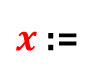 x :=